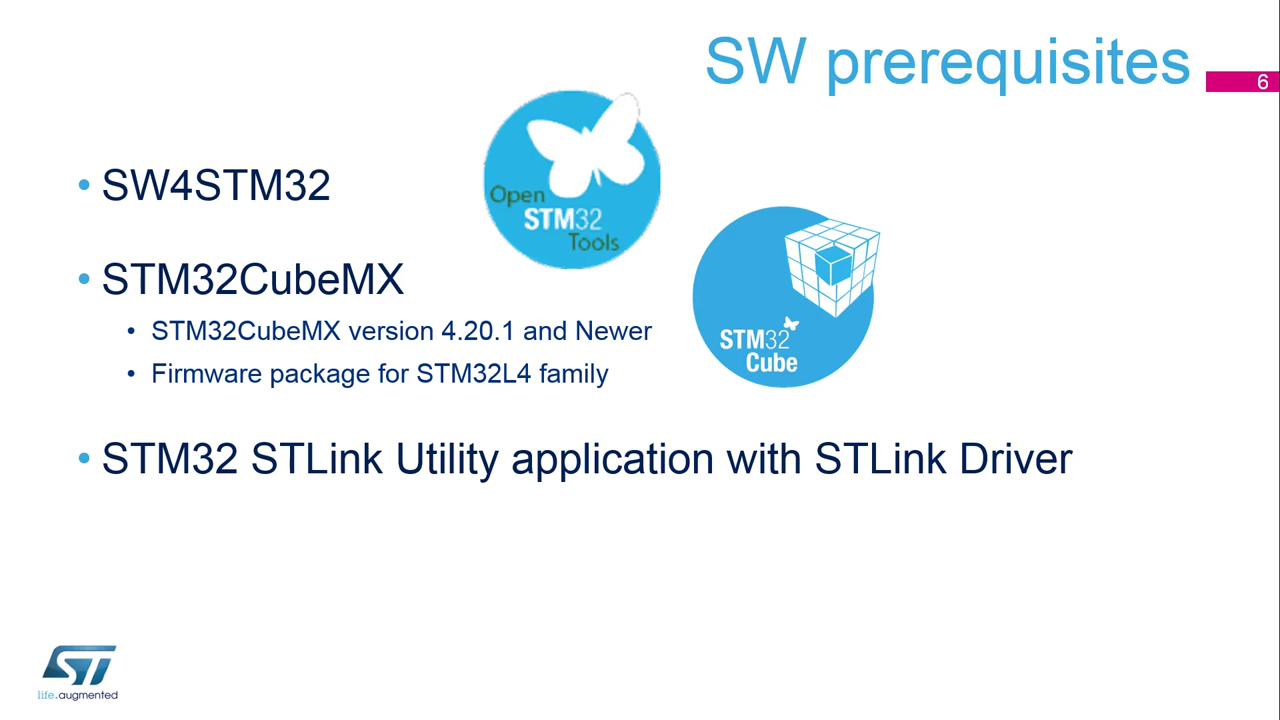 SW prerequisites
6
• SW4STM32
Open
STM32
Tools
• STM32CubeMX
• STM32CubeMX version 4.20.1 and Newer
• Firmware package for STM32L4 family
STM32
Cube
• STM32 STLink Utility application with STLink Driver
ST
life.augmented